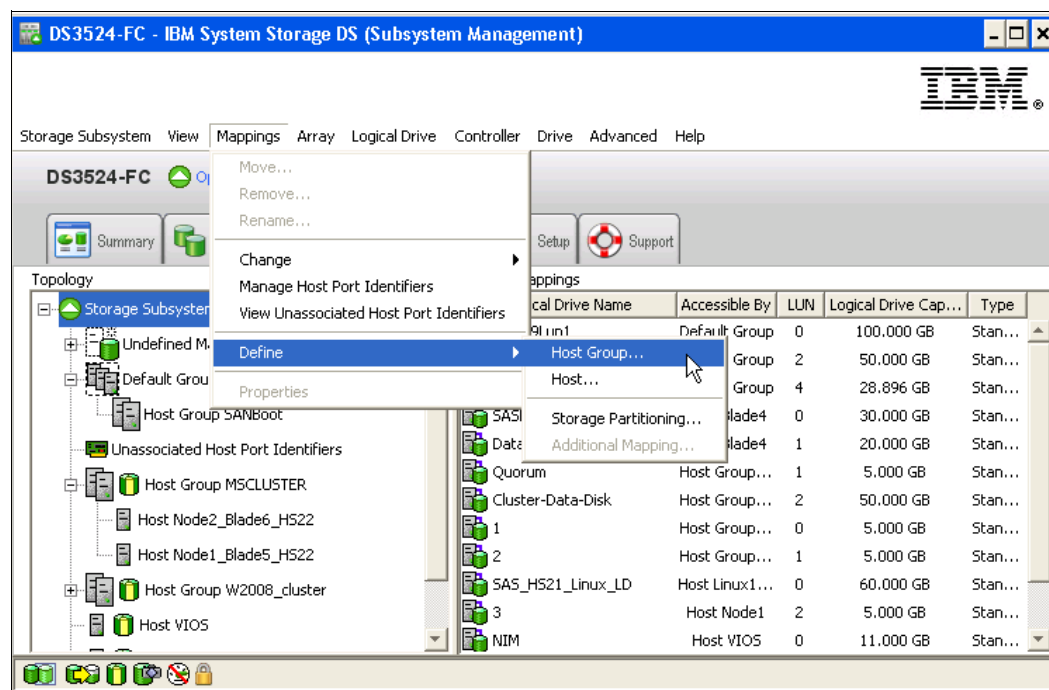 DS3524-FC - IBM System Storage DS (Subsystem Management)
IBM®
Storage Subsystem View Mappings Array Logical Drive Controller Drive Advanced Help
DS3524-FC
Move...
Remove...
Rename...
Change
Manage Host Port Identifiers
View Unassociated Host Port Identifiers
Define
Properties
Host Group...
Host...
Storage Partitioning...
Additional Mapping...
Summary
Setup
Support
Topology
Storage Subsystem
Undefined M
Default Grou
Host Group SANBoot
Unassociated Host Port Identifiers
Host Group MSCLUSTER
Host Node2_Blade6_HS22
Host Node1_Blade5_HS22
Host Group W2008_cluster
Host VIOS
appings
cal Drive Name Accessible By LUN Logical Drive Cap... Type
9Lun1 Default Group 0 100.000 GB Stan...
Group 2 50.000 GB Stan...
Group 4 28.896 GB Stan...
SAS lade4 0 30.000 GB Stan...
Data lade4 1 20.000 GB Stan...
Quorum Host Group... 1 5.000 GB Stan...
Cluster-Data-Disk Host Group... 2 50.000 GB Stan...
1 Host Group... 0 5.000 GB Stan...
2 Host Group... 1 5.000 GB Stan...
SAS_HS21_Linux_LD Host Linux1... 0 60.000 GB Stan...
3 Host Node1 2 5.000 GB Stan...
NIM Host VIOS 0 11.000 GB Stan...